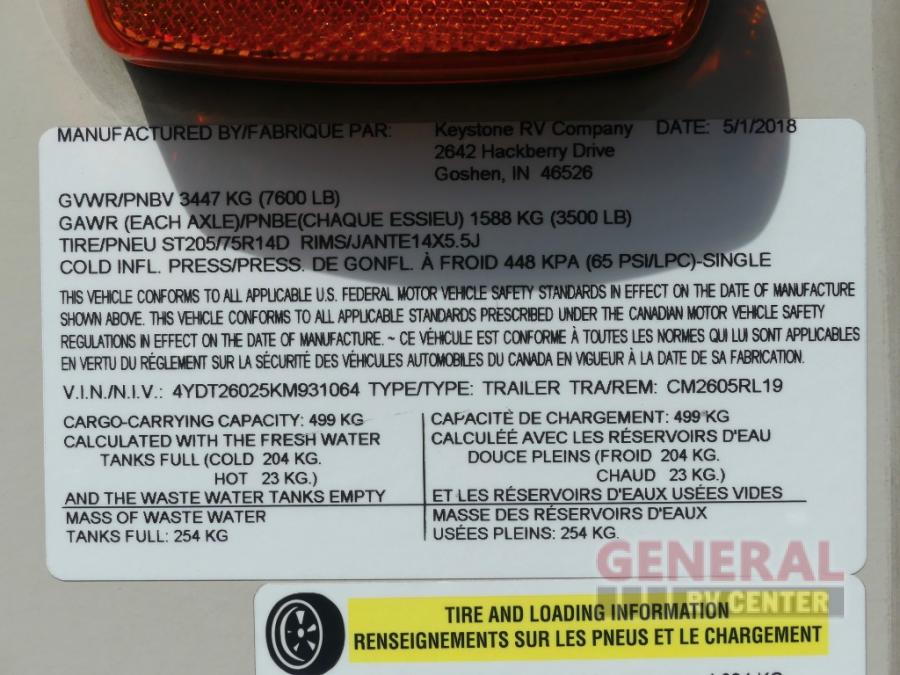 MANUFACTURED BY/FABRIQUE PAR: Keystone RV Company DATE: 5/1/2018
2642 Hackberry Drive
Goshen, IN 46526
GVWR/PNBV 3447 KG (7600 LB)
GAWR (EACH AXLE)/PNBE(CHAQUE ESSIEU) 1588 KG (3500 LB)
TIRE/PNEU ST205/75R14D RIMS/JANTE14X5.5J
COLD INFL. PRESS/PRESS. DE GONFL. À FROID 448 KPA (65 PSI/LPC)-SINGLE
THIS VEHICLE CONFORMS TO ALL APPLICABLE U.S. FEDERAL MOTOR VEHICLE SAFETY STANDARDS IN EFFECT ON THE DATE OF MANUFACTURE
SHOWN ABOVE. THIS VEHICLE CONFORMS TO ALL APPLICABLE STANDARDS PRESCRIBED UNDER THE CANADIAN MOTOR VEHICLE SAFETY
REGULATIONS IN EFFECT ON THE DATE OF MANUFACTURE. ~ CE VÉHICULE EST CONFORME À TOUTES LES NORMES QUI LUI SONT APPLICABLES
EN VERTU DU RÉGLEMENT SUR LA SÉCURITÉ DES VÉHICULES AUTOMOBILES DU CANADA EN VIGUEUR À LA DATE DE SA FABRICATION.
V.I.N./N.I.V.: 4YDT26025KM931064 TYPE/TYPE: TRAILER TRA/REM: CM2605RL19
CARGO-CARRYING CAPACITY: 499 KG
CALCULATED WITH THE FRESH WATER
TANKS FULL (COLD 204 KG.
HOT 23 KG.)
AND THE WASTE WATER TANKS EMPTY
MASS OF WASTE WATER
TANKS FULL: 254 KG
CAPACITÉ DE CHARGEMENT: 499 KG
CALCULÉE AVEC LES RÉSERVOIRS D'EAU
DOUCE PLEINS (FROID 204 KG.
CHAUD 23 KG.)
ET LES RÉSERVOIRS D'EAUX USÉES VIDES
MASSE DES RÉSERVOIRS D'EAUX
USÉES PLEINS: 254 KG.
GENERAL
RV CENTER
TIRE AND LOADING INFORMATION
RENSEIGNEMENTS SUR LES PNEUS ET LE CHARGEMENT